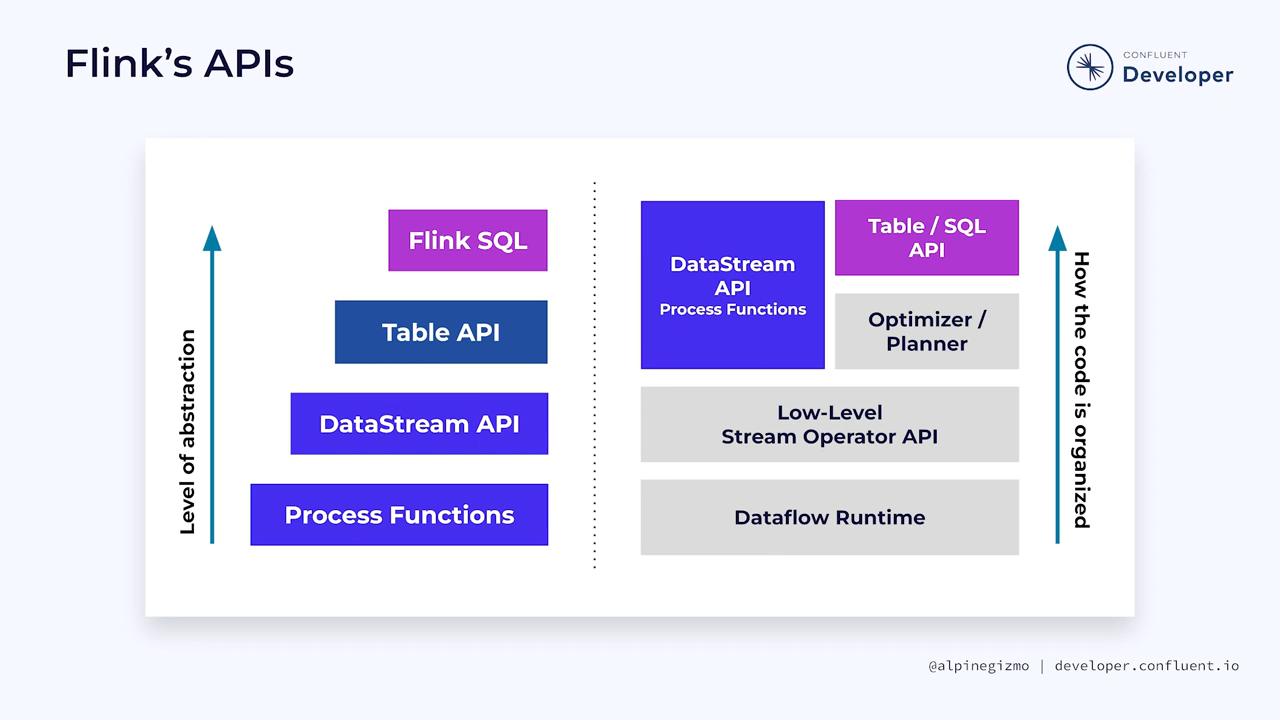 Flink's APIs
CONFLUENT
Developer
Level of abstraction
Flink SQL
Table API
DataStream API
Process Functions
DataStream
API
Process Functions
Table / SQL
API
Optimizer /
Planner
Low-Level
Stream Operator API
Dataflow Runtime
How the code is organized
@alpinegizmo | developer.confluent.io